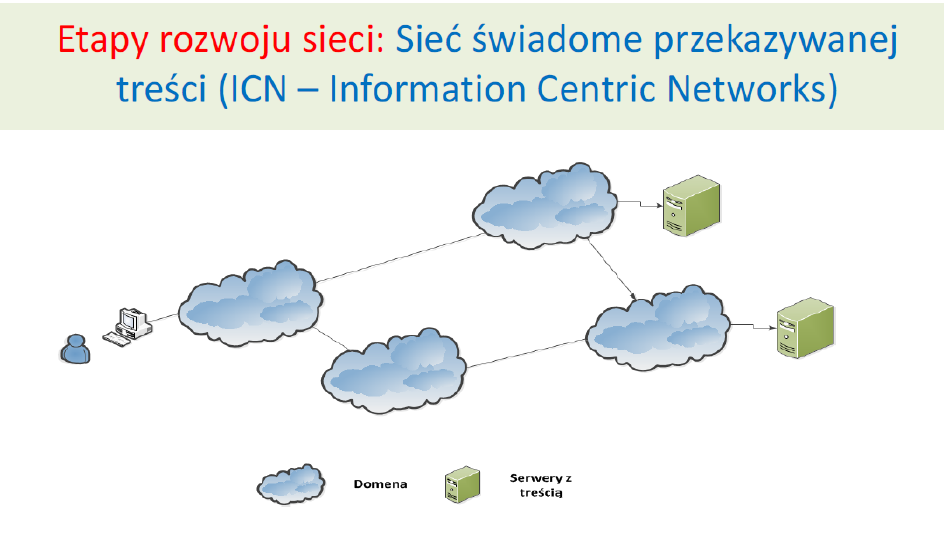 Etapy rozwoju sieci: Sieć świadome przekazywanej
treści (ICN – Information Centric Networks)
Domena
Serwery z
treścią